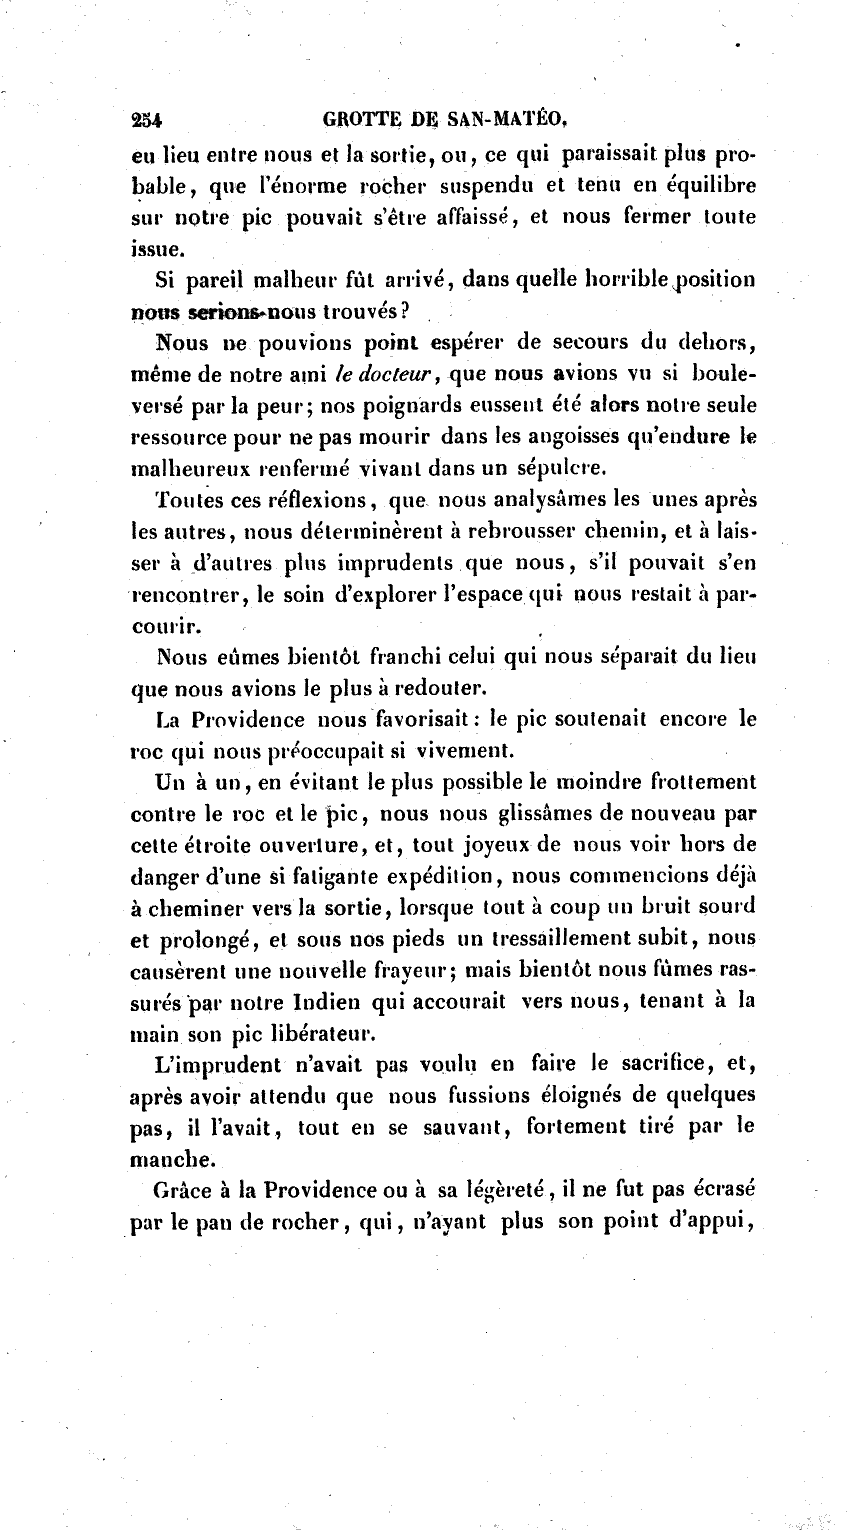 254 GROTTE DE SAN-MATÉO,
eu lieu entre nous et la sortie, ou, ce qui paraissait plus pro-
bable, que l'énorme rocher suspendu et tenu en équilibre
sur notre pic pouvait s'être affaissé, et nous fermer toute
issue.
Si pareil malheur fût arrivé, dans quelle horrible position
nous serions-nous trouvés?
Nous ne pouvions point espérer de secours du dehors,
même de notre ami le docteur, que nous avions vu si boule-
versé par la peur; nos poignards eussent été alors notre seule
ressource pour ne pas mourir dans les angoisses qu'endure le
malheureux renfermé vivant dans un sépulcre.
Toutes ces réflexions, que nous analysâmes les unes après
les autres, nous déterminèrent à rebrousser chemin, et à lais-
ser à d'autres plus imprudents que nous, s'il pouvait s'en
rencontrer, le soin d'explorer l'espace qui nous restait à par-
courir.
Nous eûmes bientôt franchi celui qui nous séparait du lieu
que nous avions le plus à redouter.
La Providence nous favorisait: le pic soutenait encore le
roc qui nous préoccupait si vivement.
Un à un, en évitant le plus possible le moindre frottement
contre le roc et le pic, nous nous glissâmes de nouveau par
cette étroite ouverture, et, tout joyeux de nous voir hors de
danger d'une si fatigante expédition, nous commencions déjà
à cheminer vers la sortie, lorsque tout à coup un bruit sourd
et prolongé, et sous nos pieds un tressaillement subit, nous
causèrent une nouvelle frayeur; mais bientôt nous fûmes ras-
surés par notre Indien qui accourait vers nous, tenant à la
main son pic libérateur.
L'imprudent n'avait pas voulu en faire le sacrifice, et,
après avoir attendu que nous fussions éloignés de quelques
pas, il l'avait, tout en se sauvant, fortement tiré par le
manche.
Grâce à la Providence ou à sa légèreté, il ne fut pas écrasé
par le pan de rocher, qui, n'ayant plus son point d'appui,